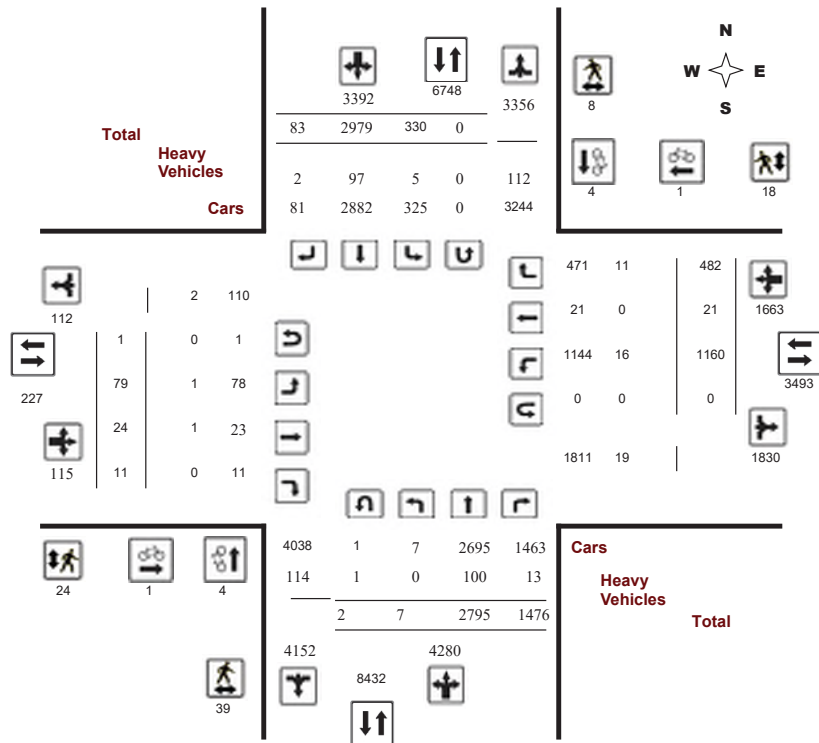 N
W E
S
3392 6748 3356
8
Total 83 2979 330 0
Heavy
Vehicles
2 97 5 0 112
Cars 81 2882 325 0 3244
4 1 18
471 11 482
2 110
112
21 0 21 1663
1 0 1
1144 16 1160
227
79 1 78
3493
0 0 0
24 1 23
115 11 0 11
1811 19 1830
4038 1 7 2695 1463 Cars
114 1 0 100 13 Heavy
Vehicles
24 1 4
2 7 2795 1476 Total
4152 8432 4280
39